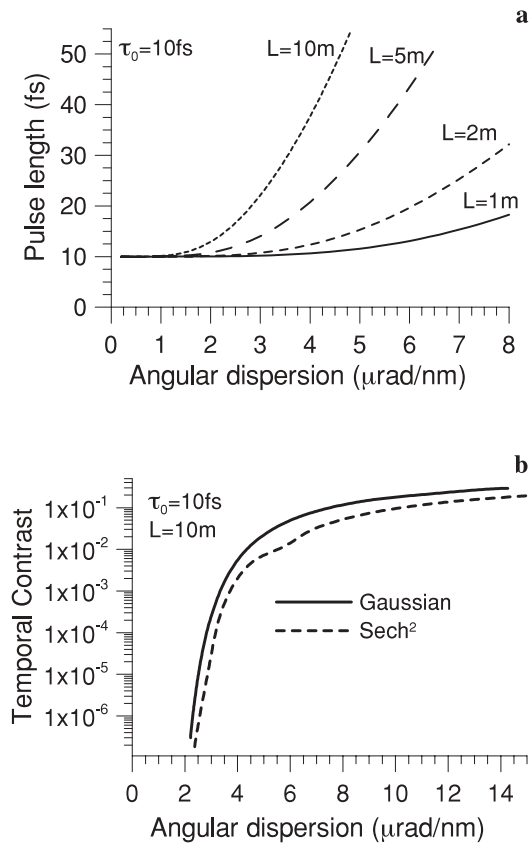 a
τ₀=10fs
L=10m
L=5m
L=2m
L=1m
Pulse length (fs)
50
40
30
20
10
0
0 1 2 3 4 5 6 7 8
Angular dispersion (μrad/nm)
b
τ₀=10fs
L=10m
Temporal Contrast
1x10⁻¹
1x10⁻²
1x10⁻³
1x10⁻⁴
1x10⁻⁵
1x10⁻⁶
Gaussian
Sech²
0 2 4 6 8 10 12 14
Angular dispersion (μrad/nm)